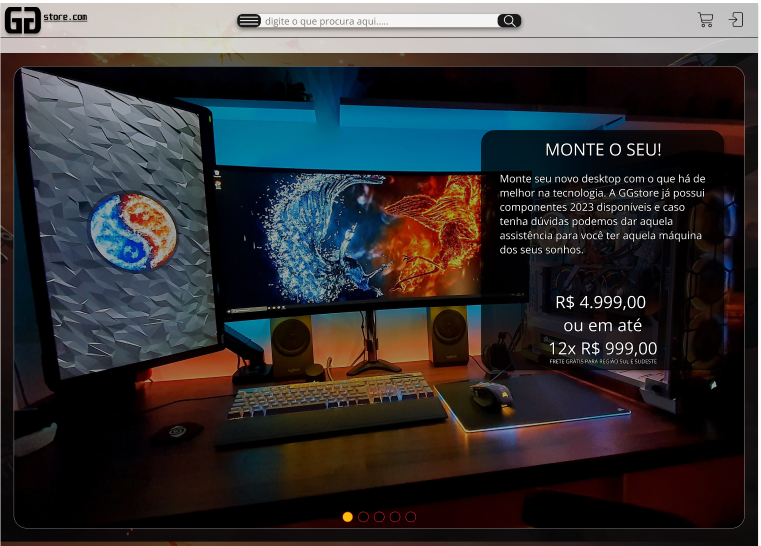 GG store.com
digite o que procura aqui.....
MONTE O SEU!
Monte seu novo desktop com o que há de
melhor na tecnologia. A GGstore já possui
componentes 2023 disponíveis e caso
tenha dúvidas podemos dar aquela
assistência para você ter aquela máquina
dos seus sonhos.
R$ 4.999,00
ou em até
12x R$ 999,00
FRETE GRÁTIS PARA REGIÃO SUL E SUDESTE